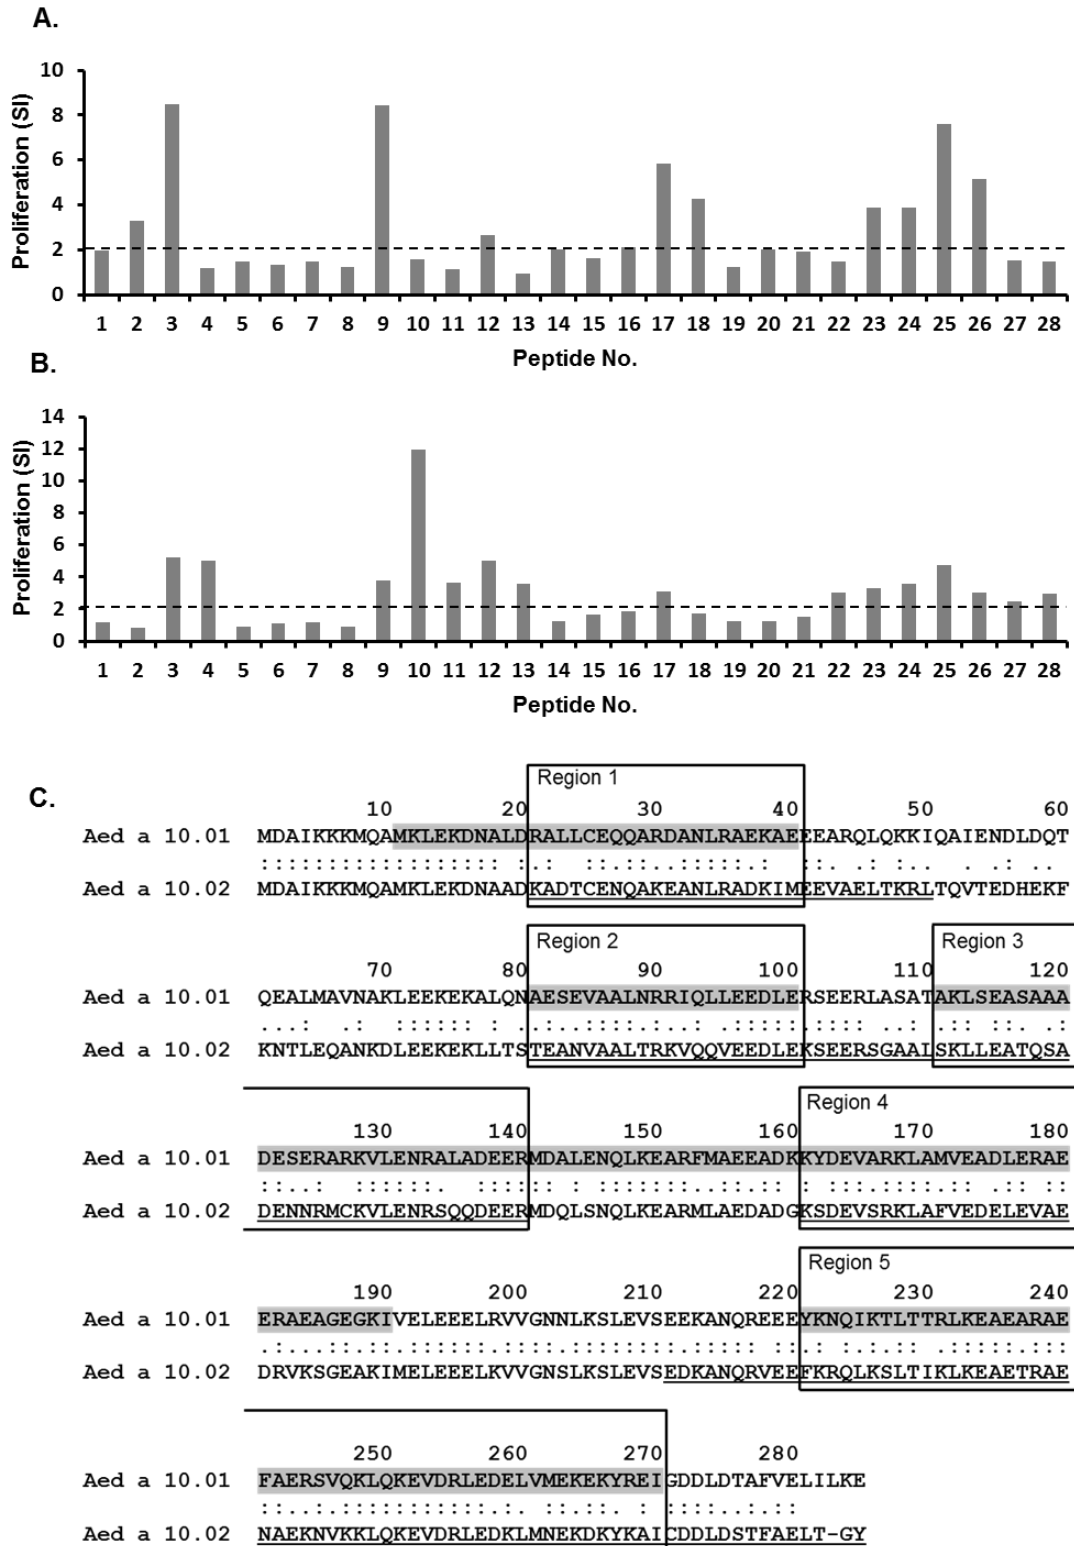 A.
10
8
6
4
2
0
Proliferation (SI)
1 2 3 4 5 6 7 8 9 10 11 12 13 14 15 16 17 18 19 20 21 22 23 24 25 26 27 28
Peptide No.
B.
14
12
10
8
6
4
2
0
Proliferation (SI)
1 2 3 4 5 6 7 8 9 10 11 12 13 14 15 16 17 18 19 20 21 22 23 24 25 26 27 28
Peptide No.
C.
Region 1
10 20 30 40 50 60
Aed a 10.01 MDAIKKKMQAMKLEKDNALDRALLCEQQARDANLRAEKAEEEARQLQKKIQAIENDLDQT
Aed a 10.02 MDAIKKKMQAMKLEKDNAADKADTCENQAKEANLRADKIMEEVAELTKRLTQVTEDHEKF
Region 2 Region 3
70 80 90 100 110 120
Aed a 10.01 QEALMAVNAKLEEKEKALQNAESEVAALNRRIQLLEEDLERSEERLASATAKLSEASAAA
Aed a 10.02 KNTLEQANKDLEEKEKLLTSTEANVAALTRKVQQVEEDLEKSEERSGAALSKLLEATQSA
Region 4
130 140 150 160 170 180
Aed a 10.01 DESERARKVLENRALADEERMDALENQLKEARFMAEEADKKYDEVARKLAMVEADLERAE
Aed a 10.02 DENNRMCKVLENRSQQDEERMDQLSNQLKEARMLAEDADGKSDEVSRKLAFVEDELEVAE
Region 5
190 200 210 220 230 240
Aed a 10.01 ERAEAGEGKIVELEEELRVVGNNLKSLEVSEEKANQREEEYKNQIKTLTTRLKEAEARAE
Aed a 10.02 DRVKSGEAKIMELEEELKVVGNSLKSLEVSEDKANQRVEEFKRQLKSLTIKLKEAETRAE
250 260 270 280
Aed a 10.01 FAERSVQKLQKEVDRLEDELVMEKEKYREIGDDLDTAFVELILKE
Aed a 10.02 NAEKNVKKLQKEVDRLEDKLMNEKDKYKAICDDLDSTFAELT-GY